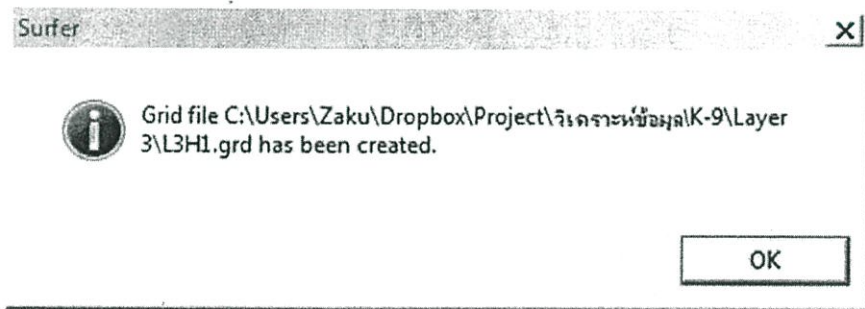 Surfer
Grid file C:\Users\Zaku\Dropbox\Project\วิเคราะห์ข้อมูล\K-9\Layer
3\L3H1.grd has been created.
OK